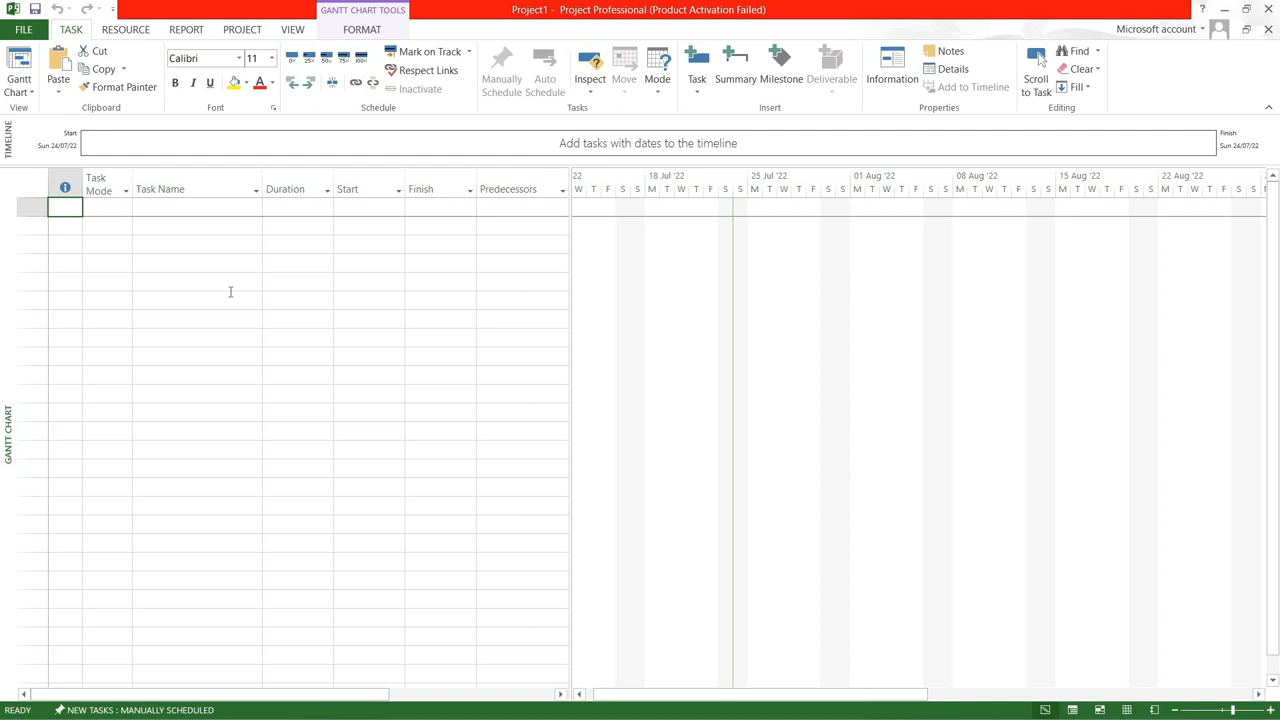 GANTT CHART TOOLS
Project1 - Project Professional (Product Activation Failed)
FILE TASK RESOURCE REPORT PROJECT VIEW FORMAT
Microsoft account
Gantt Chart
View
Paste
Cut
Copy
Format Painter
Clipboard
Calibri 11
B I U A
Font
0% 25% 50% 75% 100%
Mark on Track
Respect Links
Inactivate
Schedule
Manually Schedule
Auto Schedule
Inspect
Move
Mode
Tasks
Task
Summary
Milestone
Deliverable
Insert
Information
Notes
Details
Add to Timeline
Properties
Scroll to Task
Find
Clear
Fill
Editing
TIMELINE
Start
Sun 24/07/22
Add tasks with dates to the timeline
Finish
Sun 24/07/22
Task Mode
Task Name
Duration
Start
Finish
Predecessors
22 18 Jul '22 25 Jul '22 01 Aug '22 08 Aug '22 15 Aug '22 22 Aug '22
W T F S S M T W T F S S M T W T F S S M T W T F S S M T W T F S S M T W T F S S M T W T F S S
GANTT CHART
READY NEW TASKS : MANUALLY SCHEDULED